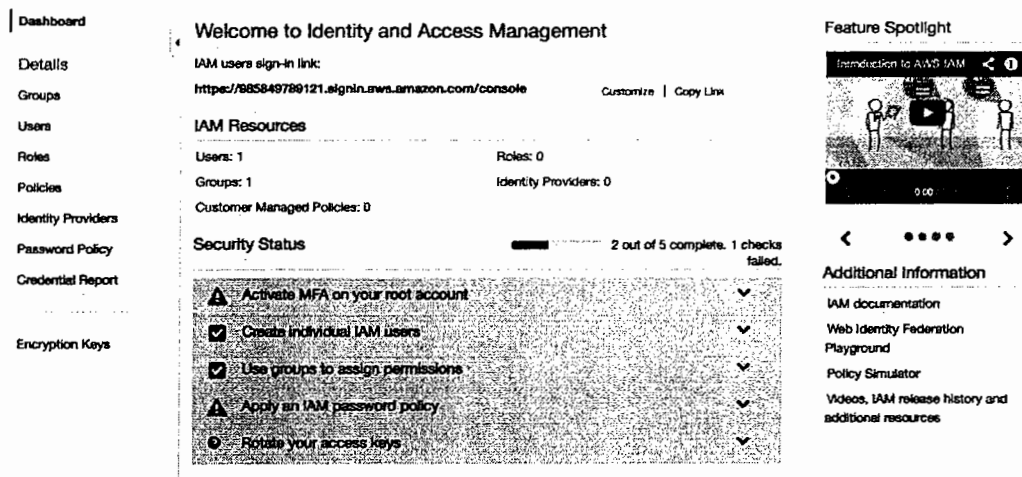 Dashboard
Details
Groups
Users
Roles
Policies
Identity Providers
Password Policy
Credential Report
Encryption Keys
Welcome to Identity and Access Management
IAM users sign-in link:
https://985849789121.signin.aws.amazon.com/console
Customize | Copy Link
IAM Resources
Users: 1
Roles: 0
Groups: 1
Identity Providers: 0
Customer Managed Policies: 0
Security Status
2 out of 5 complete. 1 checks
failed.
Activate MFA on your root account
Create individual IAM users
Use groups to assign permissions
Apply an IAM password policy
Rotate your access keys
Feature Spotlight
Introduction to AWS IAM
0:00
Additional Information
IAM documentation
Web Identity Federation
Playground
Policy Simulator
Videos, IAM release history and
additional resources